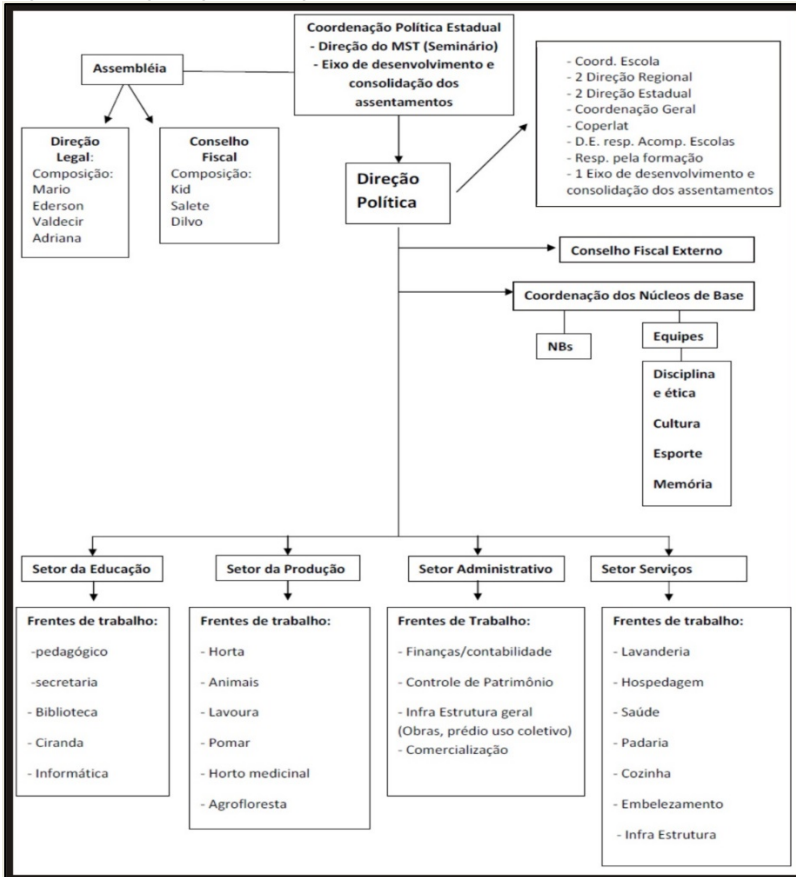 Coordenação Política Estadual
- Direção do MST (Seminário)
- Eixo de desenvolvimento e
consolidação dos
assentamentos
Assembléia
- Coord. Escola
- 2 Direção Regional
- 2 Direção Estadual
- Coordenação Geral
- Coperlat
- D.E. resp. Acomp. Escolas
- Resp. pela formação
- 1 Eixo de desenvolvimento e
consolidação dos assentamentos
Direção
Legal:
Composição:
Mario
Ederson
Valdecir
Adriana
Conselho
Fiscal
Composição:
Kid
Salete
Dilvo
Direção
Política
Conselho Fiscal Externo
Coordenação dos Núcleos de Base
NBs
Equipes
Disciplina
e ética
Cultura
Esporte
Memória
Setor da Educação
Setor da Produção
Setor Administrativo
Setor Serviços
Frentes de trabalho:
-pedagógico
-secretaria
- Biblioteca
- Ciranda
- Informática
Frentes de trabalho:
- Horta
- Animais
- Lavoura
- Pomar
- Horto medicinal
- Agrofloresta
Frentes de Trabalho:
- Finanças/contabilidade
- Controle de Patrimônio
- Infra Estrutura geral
(Obras, prédio uso coletivo)
- Comercialização
Frentes de trabalho:
- Lavanderia
- Hospedagem
- Saúde
- Padaria
- Cozinha
- Embelezamento
- Infra Estrutura